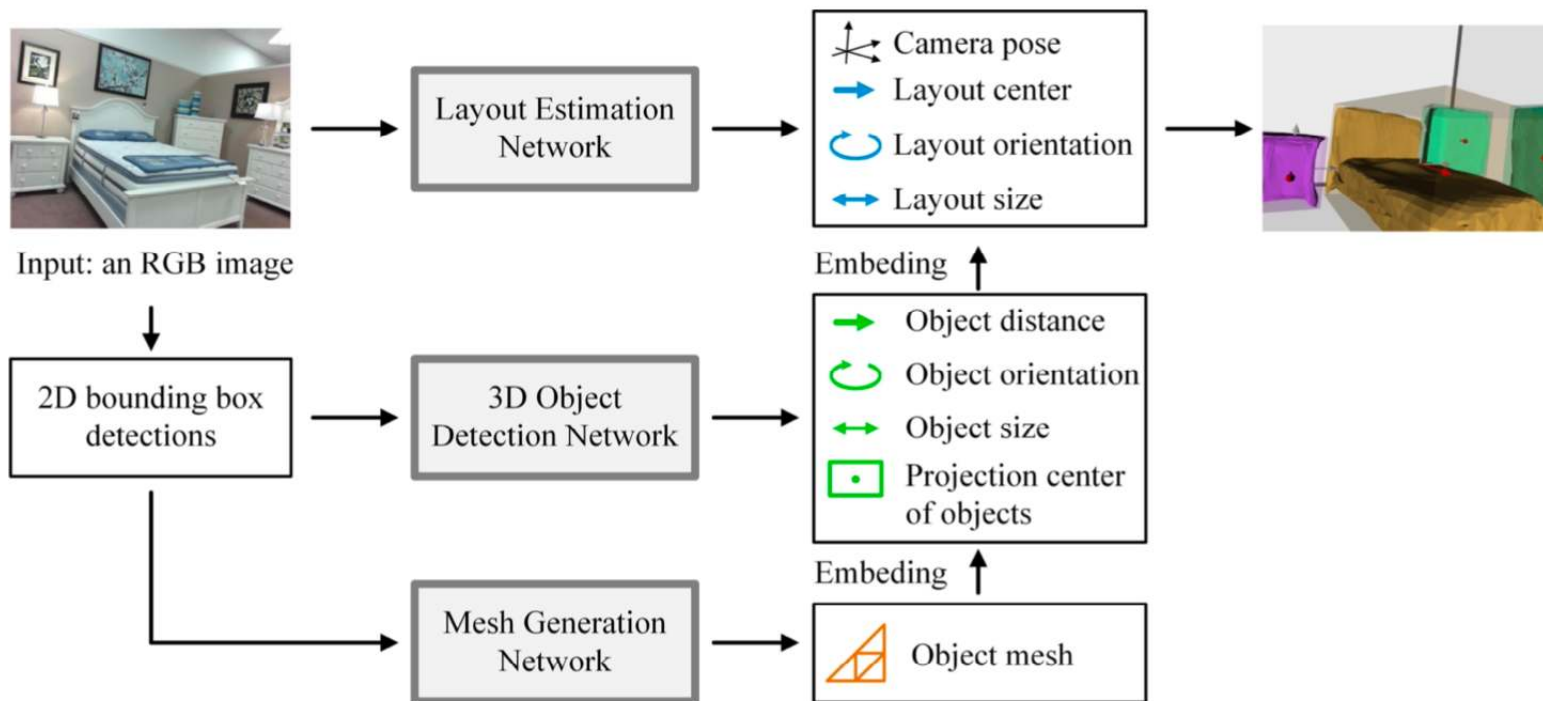 Layout Estimation
Network
Camera pose
Layout center
Layout orientation
Layout size
Input: an RGB image
Embeding
2D bounding box
detections
3D Object
Detection Network
Object distance
Object orientation
Object size
Projection center
of objects
Embeding
Mesh Generation
Network
Object mesh